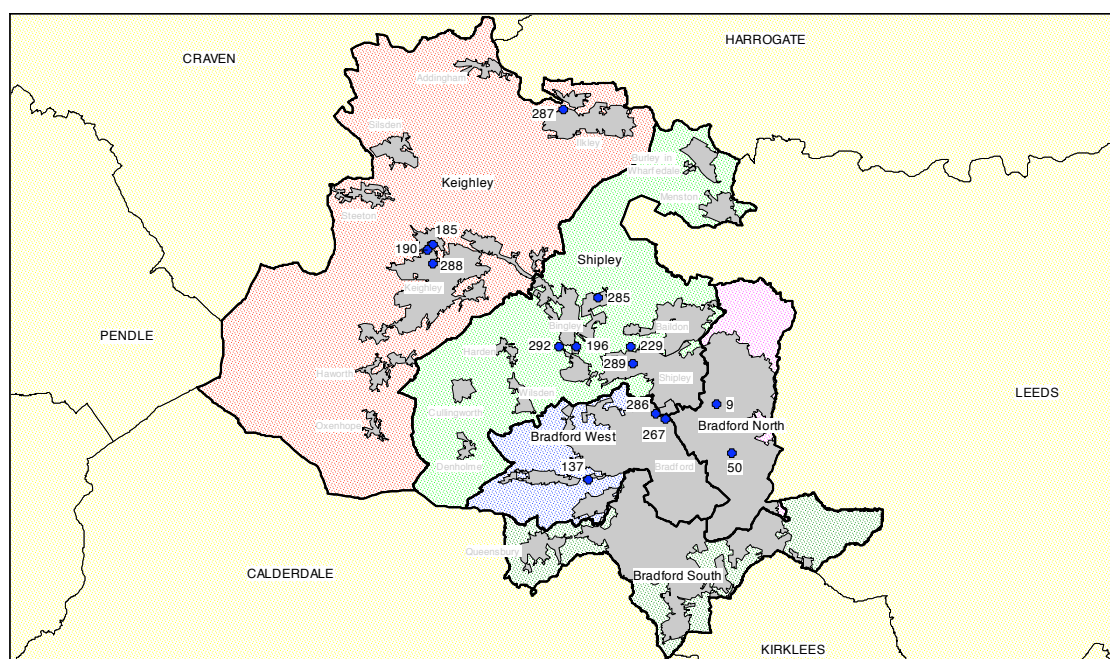 HARROGATE
CRAVEN
Addingham
287
Silsden
Ilkley
Burley in
Wharfedale
Keighley
Menston
Steeton
185
190
Shipley
288
Keighley
285
Bingley
Baildon
PENDLE
292
196
229
Harden
289
Haworth
Shipley
Wilsden
LEEDS
Cullingworth
286
9
Oxenhope
Bradford North
Bradford West
267
50
Denholme
137
Bradford
Queensbury
CALDERDALE
Bradford South
KIRKLEES